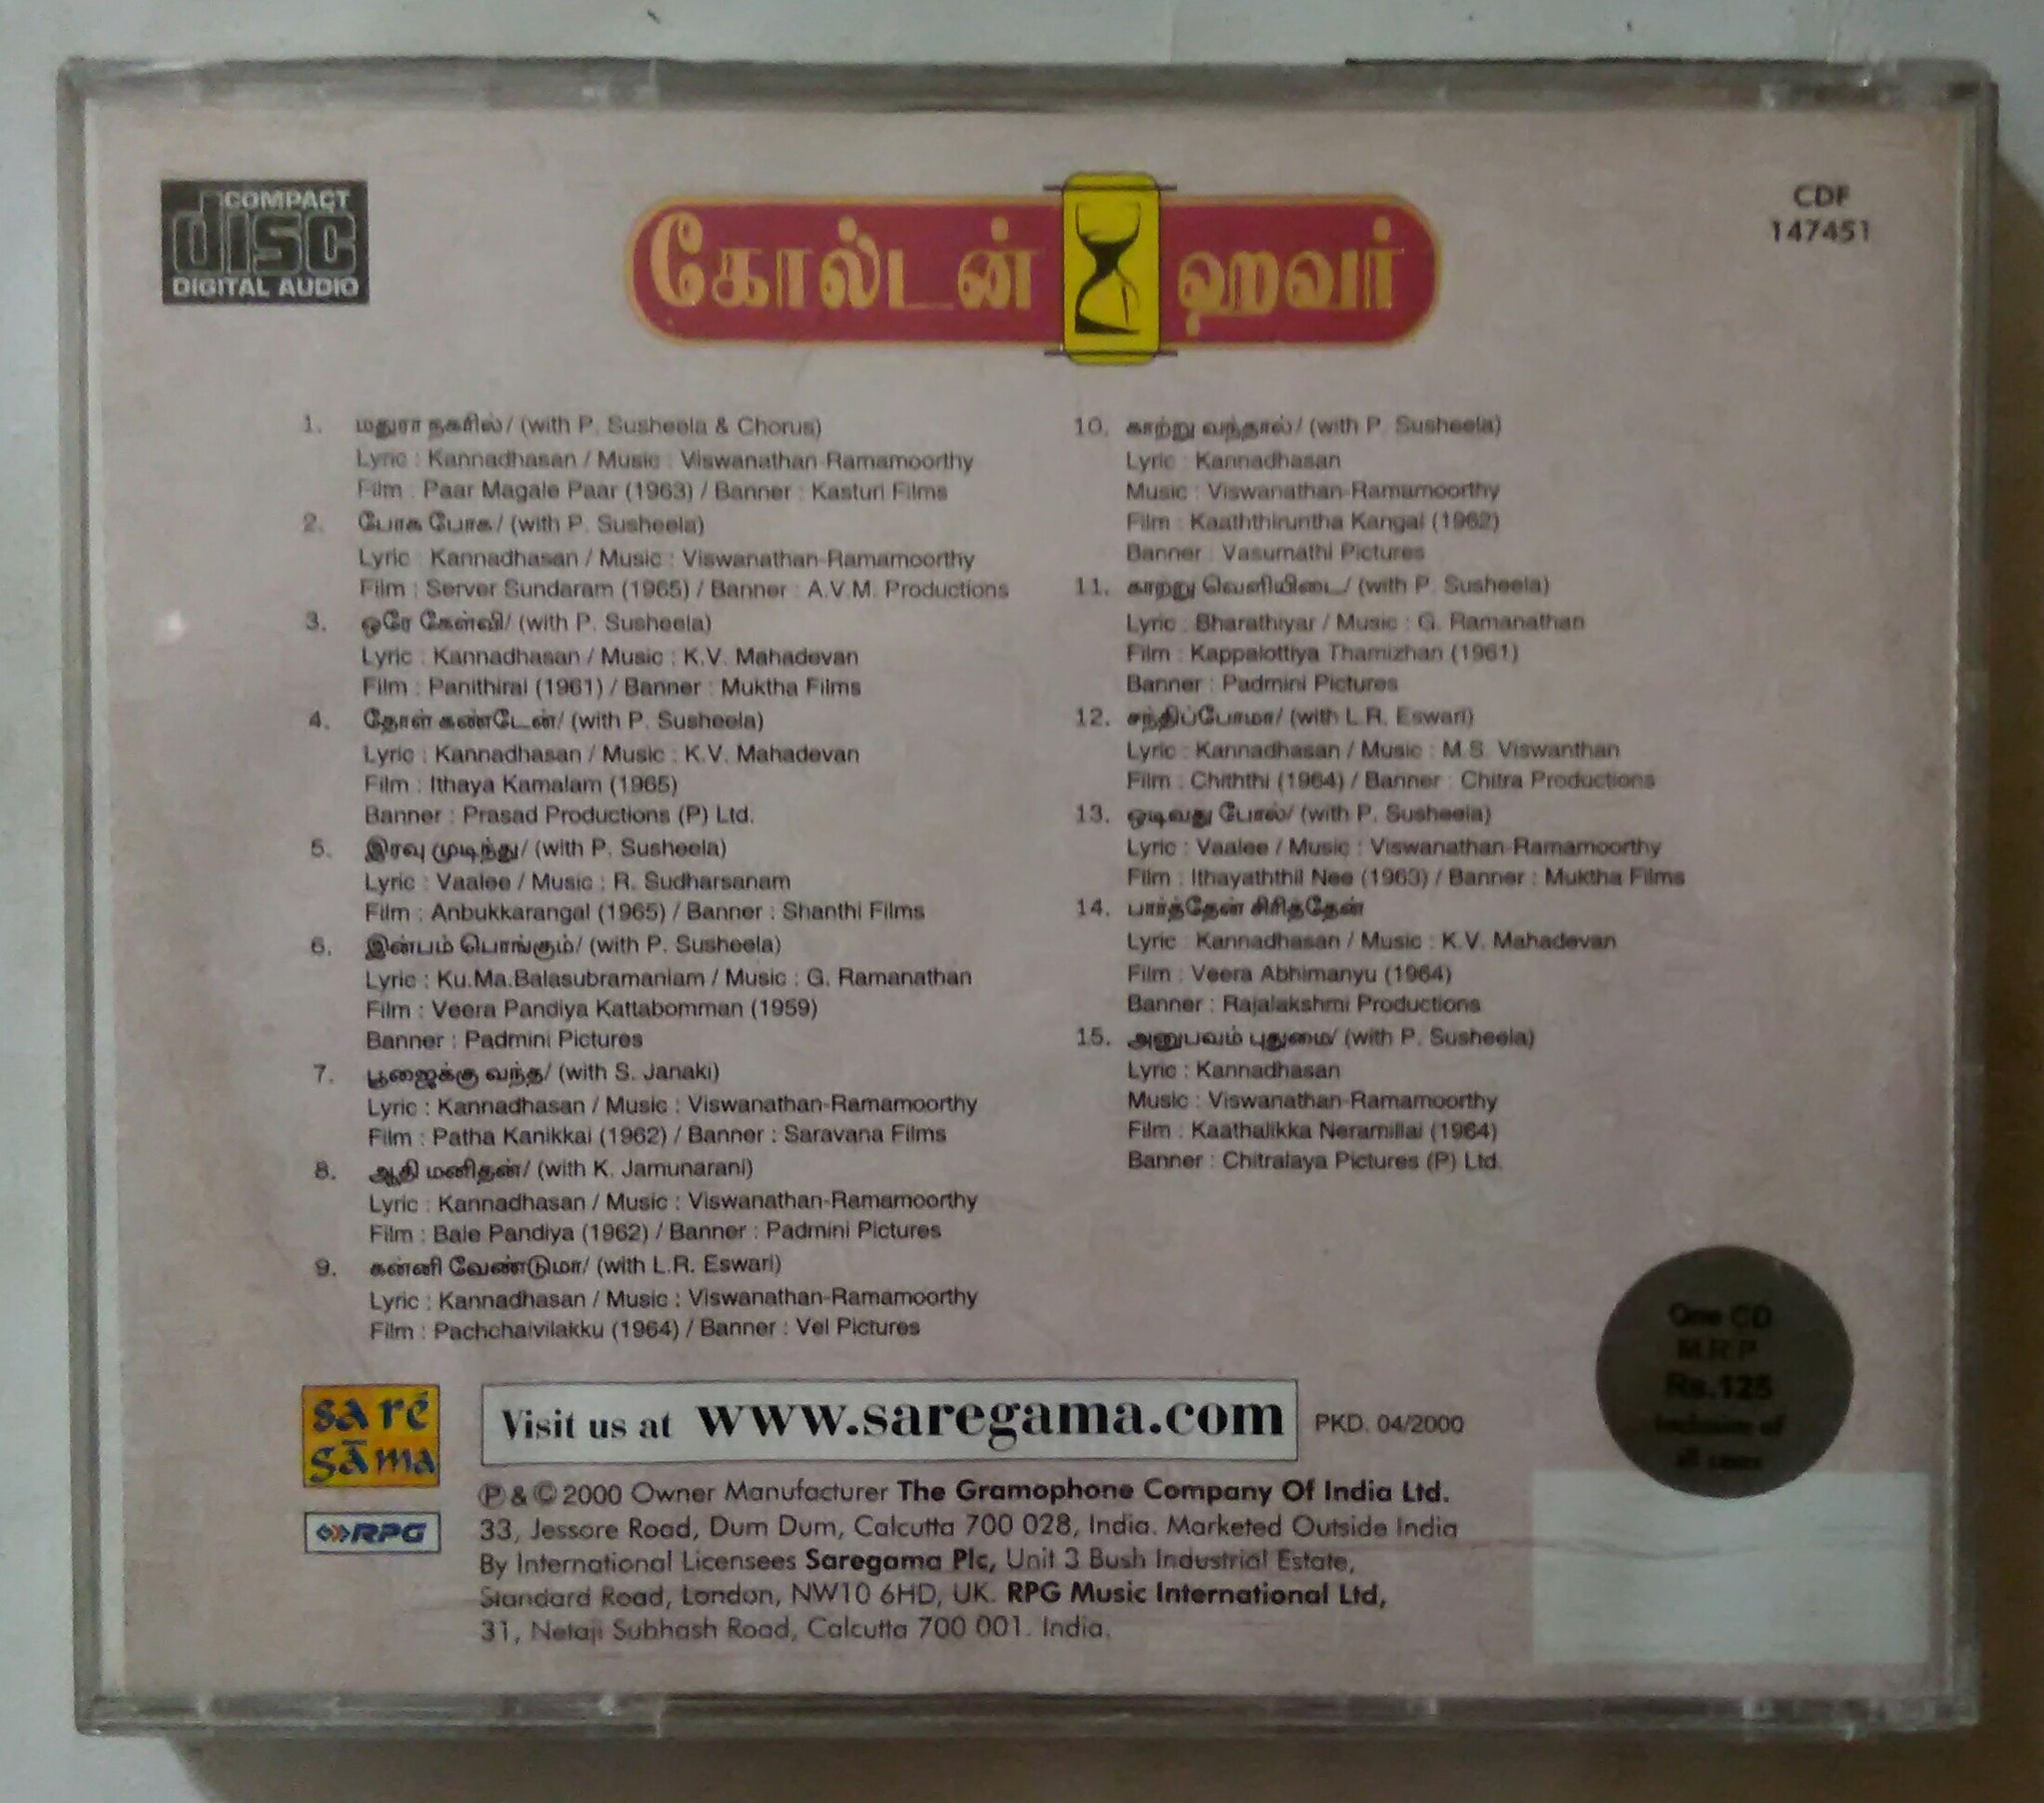 COMPACT
disc
DIGITAL AUDIO
கோல்டன் ஹவர்
CDF
147451
1. மதுரா நகரில்/ (with P. Susheela & Chorus)
Lyric : Kannadhasan / Music : Viswanathan-Ramamoorthy
Film : Paar Magale Paar (1963) / Banner : Kasturi Films
2. போக போக/ (with P. Susheela)
Lyric : Kannadhasan / Music : Viswanathan-Ramamoorthy
Film : Server Sundaram (1965) / Banner : A.V.M. Productions
3. ஒரே கேள்வி/ (with P. Susheela)
Lyric : Kannadhasan / Music : K.V. Mahadevan
Film : Panithirai (1961) / Banner : Muktha Films
4. தோள் கண்டேன்/ (with P. Susheela)
Lyric : Kannadhasan / Music : K.V. Mahadevan
Film : Ithaya Kamalam (1965)
Banner : Prasad Productions (P) Ltd.
5. இரவு முடிந்து/ (with P. Susheela)
Lyric : Vaalee / Music : R. Sudharsanam
Film : Anbukkarangal (1965) / Banner : Shanthi Films
6. இன்பம் பொங்கும்/ (with P. Susheela)
Lyric : Ku.Ma.Balasubramaniam / Music : G. Ramanathan
Film : Veera Pandiya Kattabomman (1959)
Banner : Padmini Pictures
7. பூஜைக்கு வந்த/ (with S. Janaki)
Lyric : Kannadhasan / Music : Viswanathan-Ramamoorthy
Film : Patha Kanikkai (1962) / Banner : Saravana Films
8. ஆதி மனிதன்/ (with K. Jamunarani)
Lyric : Kannadhasan / Music : Viswanathan-Ramamoorthy
Film : Bale Pandiya (1962) / Banner : Padmini Pictures
9. கன்னி வேண்டுமா/ (with L.R. Eswari)
Lyric : Kannadhasan / Music : Viswanathan-Ramamoorthy
Film : Pachchaivilakku (1964) / Banner : Vel Pictures
10. காற்று வந்தால்/ (with P. Susheela)
Lyric : Kannadhasan
Music : Viswanathan-Ramamoorthy
Film : Kaaththiruntha Kangal (1962)
Banner : Vasumathi Pictures
11. காற்று வெளியிடை/ (with P. Susheela)
Lyric : Bharathiyar / Music : G. Ramanathan
Film : Kappalottiya Thamizhan (1961)
Banner : Padmini Pictures
12. சந்திப்போமா/ (with L.R. Eswari)
Lyric : Kannadhasan / Music : M.S. Viswanthan
Film : Chiththi (1964) / Banner : Chitra Productions
13. ஒடிவது போல்/ (with P. Susheela)
Lyric : Vaalee / Music : Viswanathan-Ramamoorthy
Film : Ithayaththil Nee (1963) / Banner : Muktha Films
14. பார்த்தேன் சிரித்தேன்
Lyric : Kannadhasan / Music : K.V. Mahadevan
Film : Veera Abhimanyu (1964)
Banner : Rajalakshmi Productions
15. அனுபவம் புதுமை/ (with P. Susheela)
Lyric : Kannadhasan
Music : Viswanathan-Ramamoorthy
Film : Kaathalikka Neramillai (1964)
Banner : Chitralaya Pictures (P) Ltd.
One CD
M.R.P
Rs.125
Inclusive of
all taxes
sa ré
gāma
RPG
Visit us at www.saregama.com
PKD. 04/2000
Ⓟ & © 2000 Owner Manufacturer The Gramophone Company Of India Ltd.
33, Jessore Road, Dum Dum, Calcutta 700 028, India. Marketed Outside India
By International Licensees Saregama Plc, Unit 3 Bush Industrial Estate,
Standard Road, London, NW10 6HD, UK. RPG Music International Ltd,
31, Netaji Subhash Road, Calcutta 700 001. India.